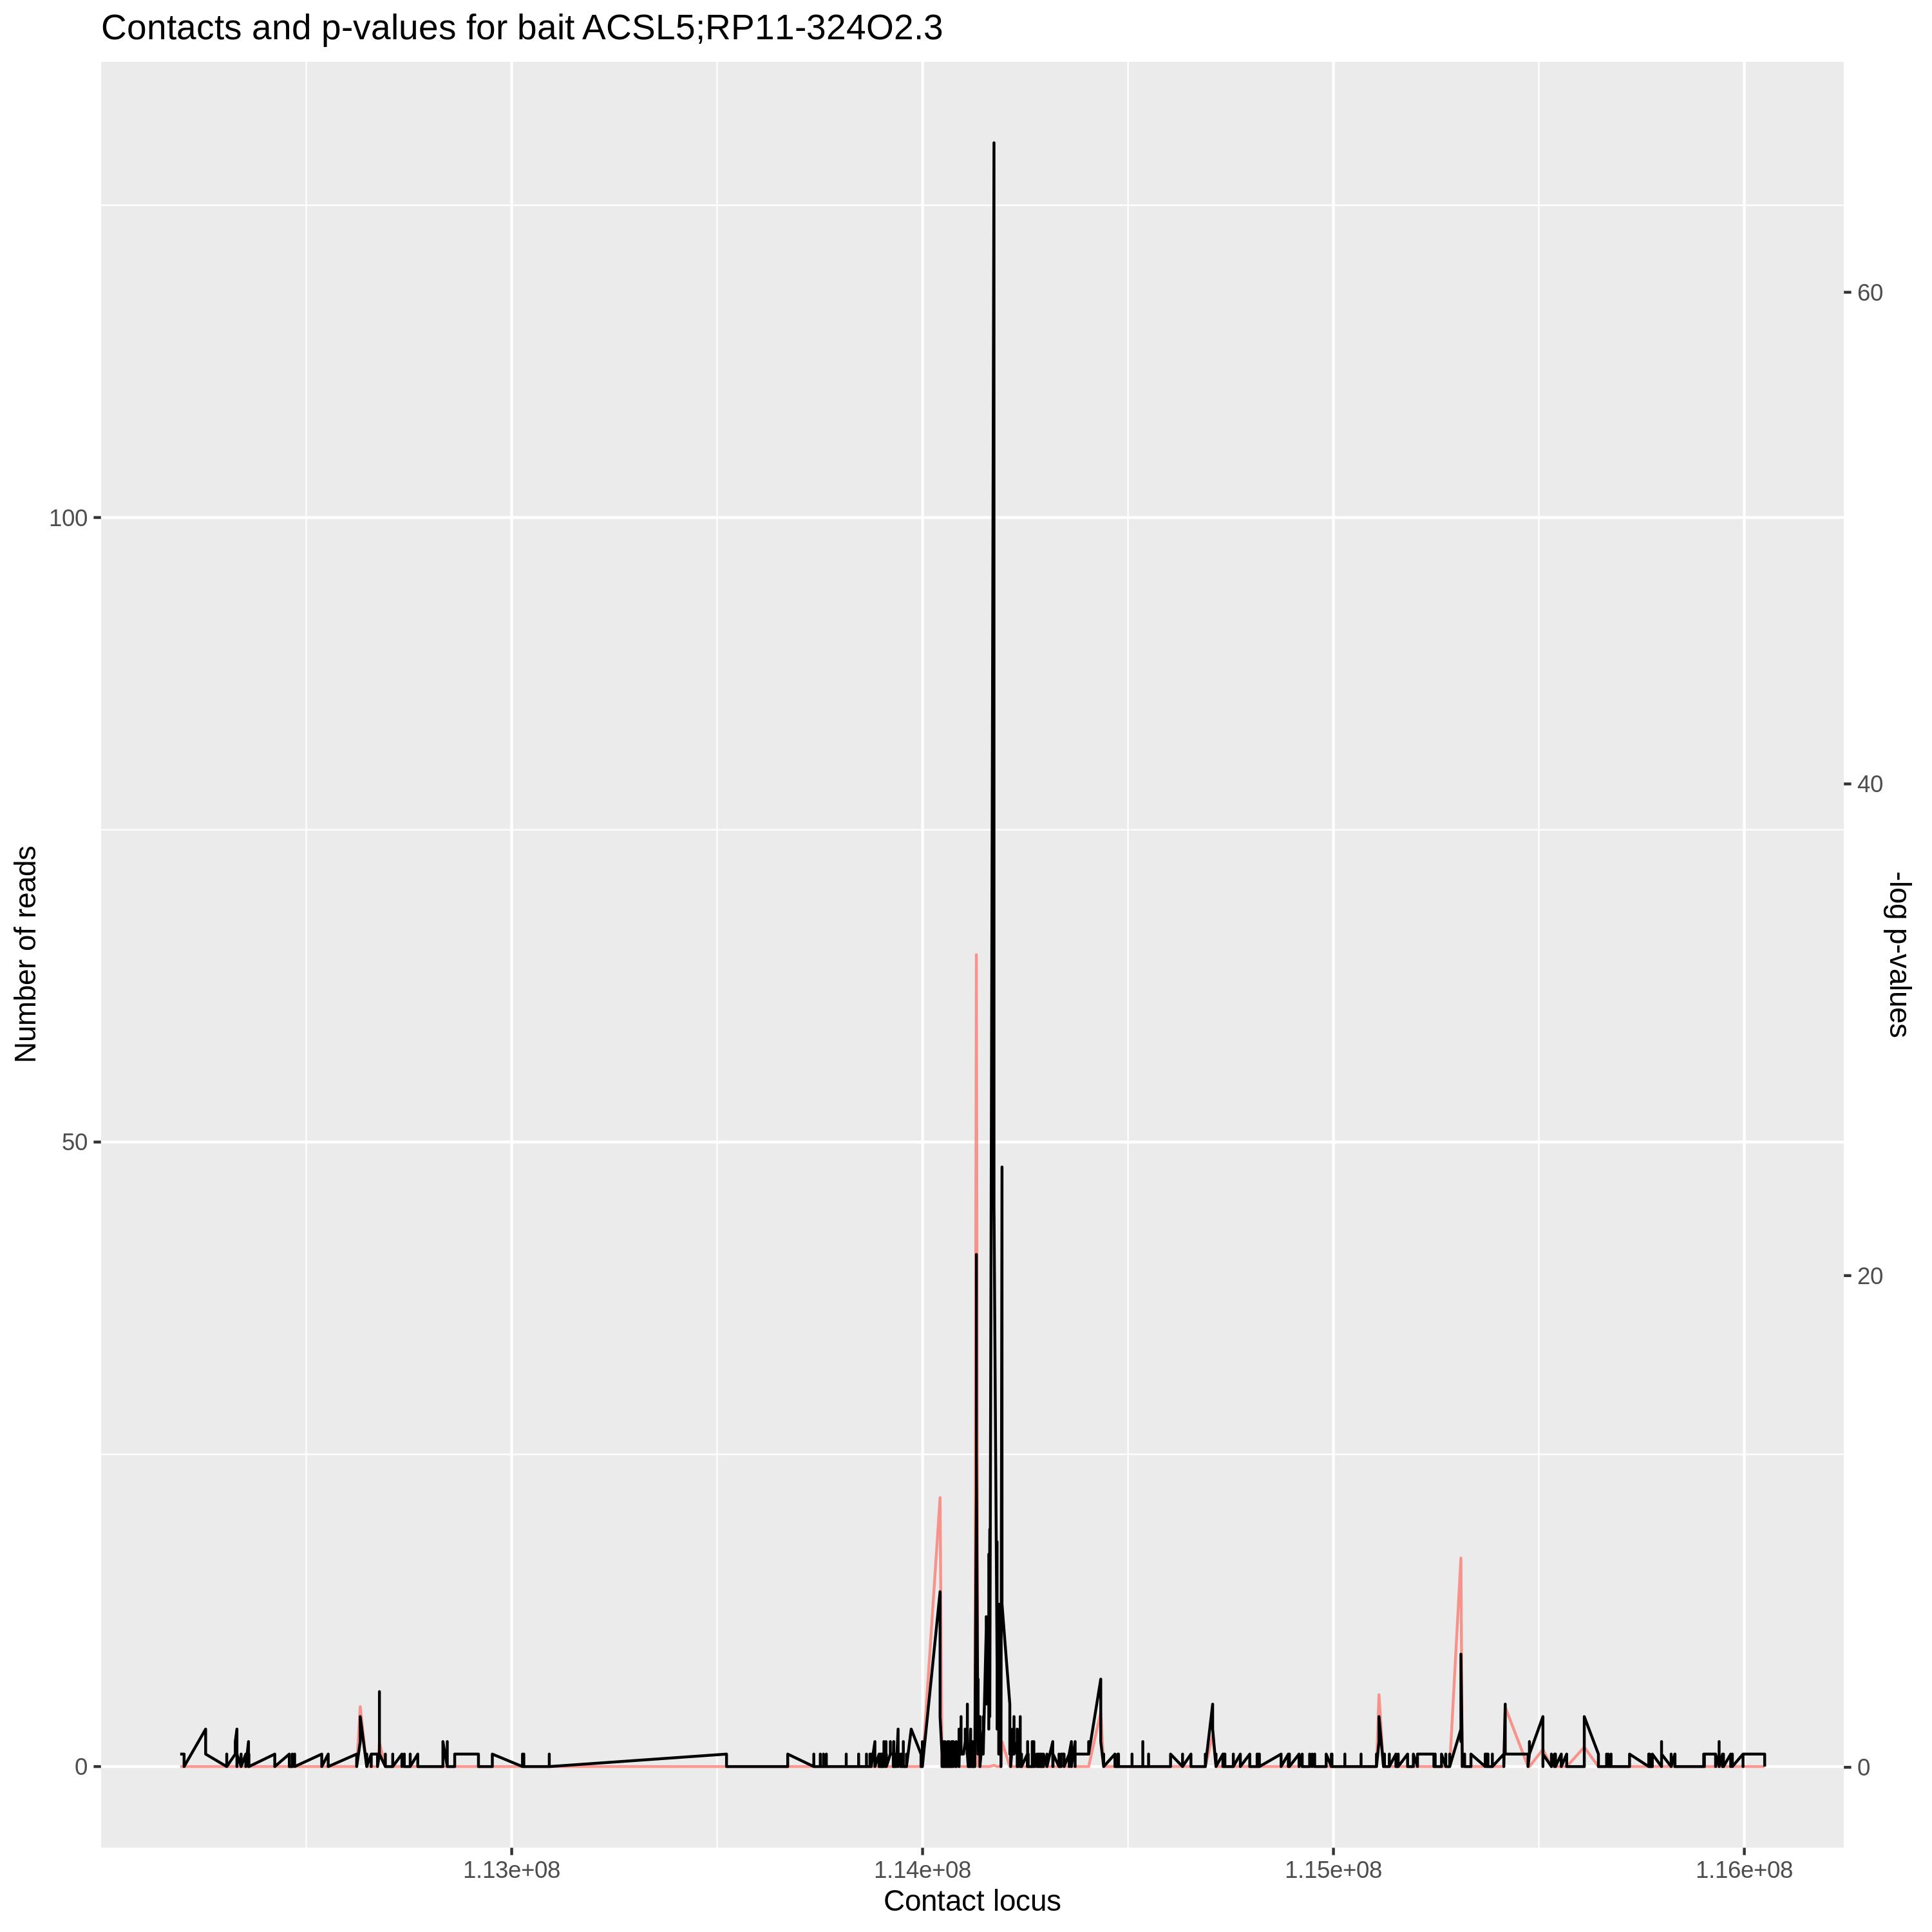 Contacts and p-values for bait ACSL5;RP11-324O2.3
Number of reads
100
50
0
60
40
20
0
-log p-values
1.13e+08
1.14e+08
1.15e+08
1.16e+08
Contact locus